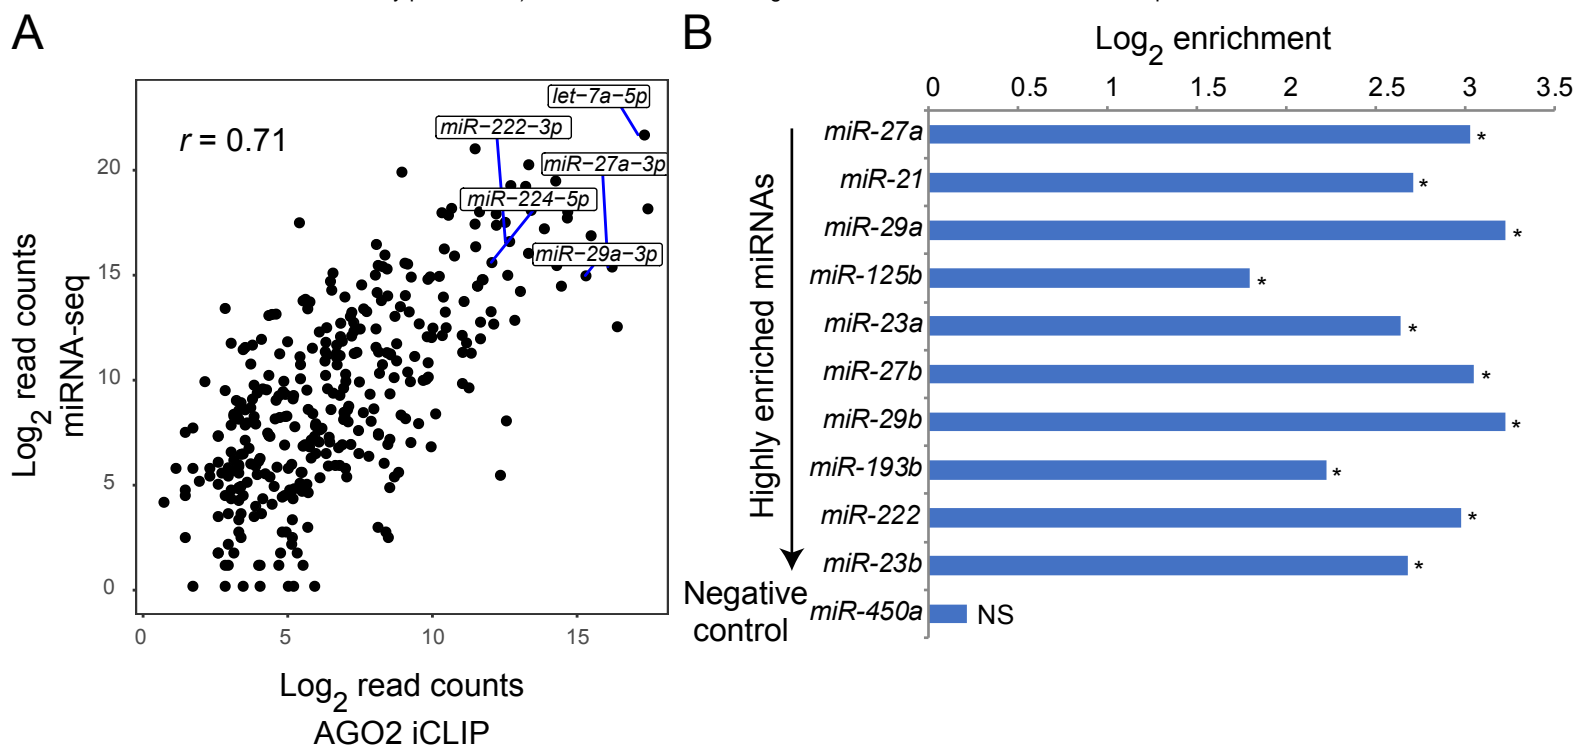 A
r = 0.71
let−7a−5p
miR−222−3p
miR−27a−3p
miR−224−5p
miR−29a−3p
20
15
10
5
0
0 5 10 15
Log2 read counts
miRNA-seq
Log2 read counts
AGO2 iCLIP
B
Log2 enrichment
0 0.5 1 1.5 2 2.5 3 3.5
Highly enriched miRNAs
miR-27a *
miR-21 *
miR-29a *
miR-125b *
miR-23a *
miR-27b *
miR-29b *
miR-193b *
miR-222 *
miR-23b *
Negative
control
miR-450a NS